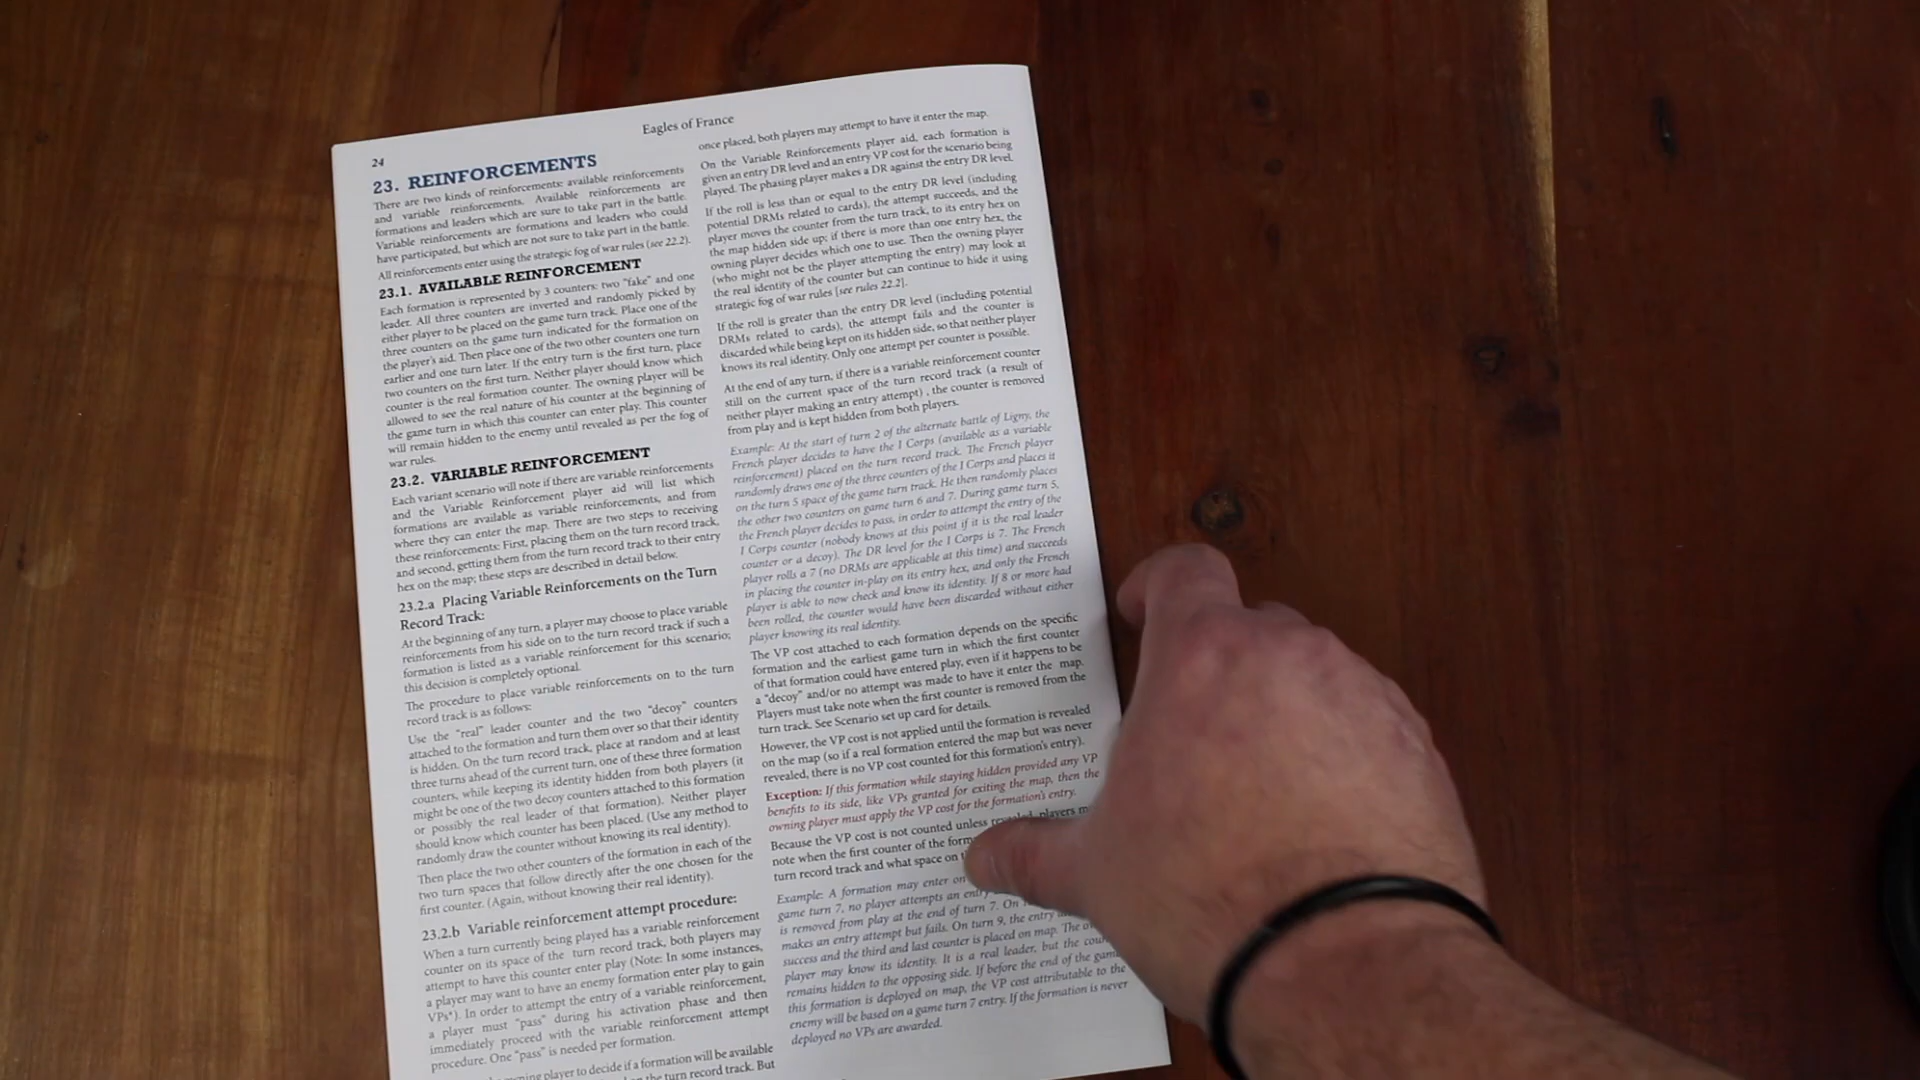 Eagles of France
24
23. REINFORCEMENTS
There are two kinds of reinforcements: available reinforcements
and variable reinforcements. Available reinforcements are
formations and leaders which are sure to take part in the battle.
Variable reinforcements are formations and leaders who could
have participated, but which are not sure to take part in the battle.
All reinforcements enter using the strategic fog of war rules (see 22.2).
23.1. AVAILABLE REINFORCEMENT
Each formation is represented by 3 counters: two "fake" and one
leader. All three counters are inverted and randomly picked by
either player to be placed on the game turn track. Place one of the
three counters on the game turn indicated for the formation on
the player's aid. Then place one of the two other counters one turn
earlier and one turn later. If the entry turn is the first turn, place
two counters on the first turn. Neither player should know which
counter is the real formation counter. The owning player will be
allowed to see the real nature of his counter at the beginning of
the game turn in which this counter can enter play. This counter
will remain hidden to the enemy until revealed as per the fog of
war rules.
23.2. VARIABLE REINFORCEMENT
Each variant scenario will note if there are variable reinforcements
and the Variable Reinforcement player aid will list which
formations are available as variable reinforcements, and from
where they can enter the map. There are two steps to receiving
these reinforcements: First, placing them on the turn record track,
and second, getting them from the turn record track to their entry
hex on the map; these steps are described in detail below.
23.2.a Placing Variable Reinforcements on the Turn
Record Track:
At the beginning of any turn, a player may choose to place variable
reinforcements from his side on to the turn record track if such a
formation is listed as a variable reinforcement for this scenario;
this decision is completely optional.
The procedure to place variable reinforcements on to the turn
record track is as follows:
Use the "real" leader counter and the two "decoy" counters
attached to the formation and turn them over so that their identity
is hidden. On the turn record track, place at random and at least
three turns ahead of the current turn, one of these three formation
counters, while keeping its identity hidden from both players (it
might be one of the two decoy counters attached to this formation
or possibly the real leader of that formation). Neither player
should know which counter has been placed. (Use any method to
randomly draw the counter without knowing its real identity).
Then place the two other counters of the formation in each of the
two turn spaces that follow directly after the one chosen for the
first counter. (Again, without knowing their real identity).
23.2.b Variable reinforcement attempt procedure:
When a turn currently being played has a variable reinforcement
counter on its space of the turn record track, both players may
attempt to have this counter enter play (Note: In some instances,
a player may want to have an enemy formation enter play to gain
VPs"). In order to attempt the entry of a variable reinforcement,
a player must "pass" during his activation phase and then
immediately proceed with the variable reinforcement attempt
procedure. One "pass" is needed per formation.
owning player to decide if a formation will be available
the turn record track. But
once placed, both players may attempt to have it enter the map.
On the Variable Reinforcements player aid, each formation is
given an entry DR level and an entry VP cost for the scenario being
played. The phasing player makes a DR against the entry DR level.
If the roll is less than or equal to the entry DR level (including
potential DRMs related to cards), the attempt succeeds, and the
player moves the counter from the turn track, to its entry hex on
the map hidden side up; if there is more than one entry hex, the
owning player decides which one to use. Then the owning player
(who might not be the player attempting the entry) may look at
the real identity of the counter but can continue to hide it using
strategic fog of war rules [see rules 22.2].
If the roll is greater than the entry DR level (including potential
DRMs related to cards), the attempt fails and the counter is
discarded while being kept on its hidden side, so that neither player
knows its real identity. Only one attempt per counter is possible.
At the end of any turn, if there is a variable reinforcement counter
still on the current space of the turn record track (a result of
neither player making an entry attempt) , the counter is removed
from play and is kept hidden from both players.
Example: At the start of turn 2 of the alternate battle of Ligny, the
French player decides to have the I Corps (available as a variable
reinforcement) placed on the turn record track. The French player
randomly draws one of the three counters of the I Corps and places it
on the turn 5 space of the game turn track. He then randomly places
the other two counters on game turn 6 and 7. During game turn 5,
the French player decides to pass, in order to attempt the entry of the
I Corps counter (nobody knows at this point if it is the real leader
counter or a decoy). The DR level for the I Corps is 7. The French
player rolls a 7 (no DRMs are applicable at this time) and succeeds
in placing the counter in-play on its entry hex, and only the French
player is able to now check and know its identity. If 8 or more had
been rolled, the counter would have been discarded without either
player knowing its real identity.
The VP cost attached to each formation depends on the specific
formation and the earliest game turn in which the first counter
of that formation could have entered play, even if it happens to be
a "decoy" and/or no attempt was made to have it enter the map.
Players must take note when the first counter is removed from the
turn track. See Scenario set up card for details.
However, the VP cost is not applied until the formation is revealed
on the map (so if a real formation entered the map but was never
revealed, there is no VP cost counted for this formation's entry).
Exception: If this formation while staying hidden provided any VP
benefits to its side, like VPs granted for exiting the map, then the
owning player must apply the VP cost for the formation's entry.
Because the VP cost is not counted unless revealed, players
note when the first counter of the
turn record track and what space on
Example: A formation may enter on
game turn 7, no player attempts an entry
is removed from play at the end of turn 7. On
makes an entry attempt but fails. On turn 9, the entry
success and the third and last counter is placed on map. The
player may know its identity. It is a real leader, but the
remains hidden to the opposing side. If before the end of the game
this formation is deployed on map, the VP cost attributable to the
enemy will be based on a game turn 7 entry. If the formation is never
deployed no VPs are awarded.